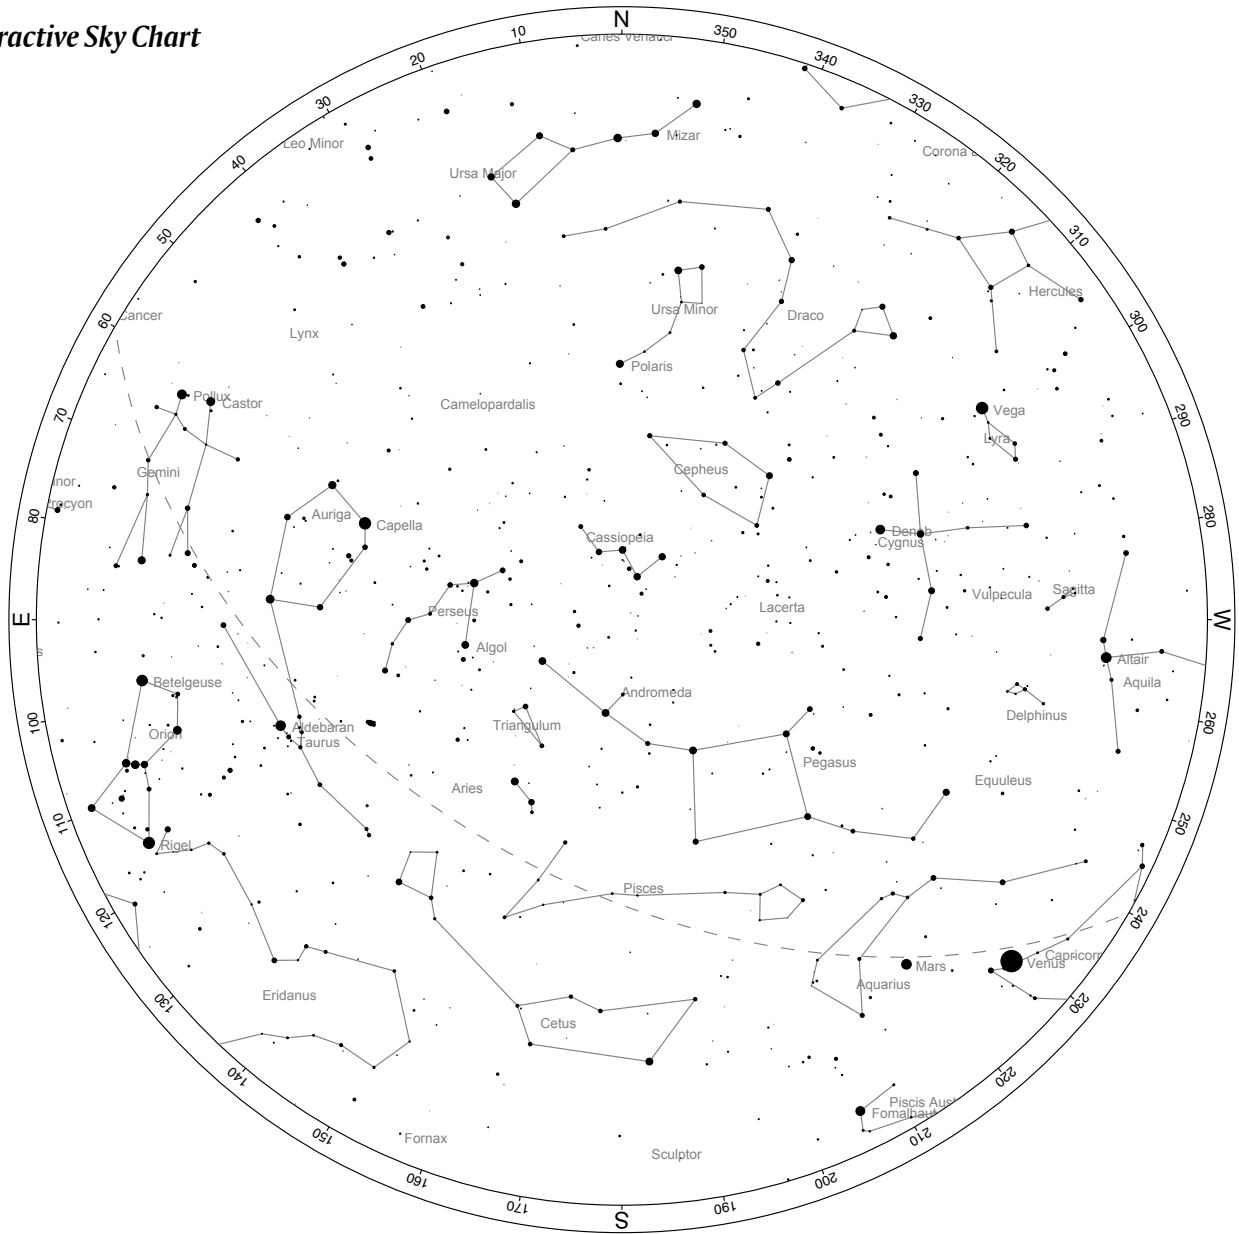 ractive Sky Chart
N
10
350
20
340
30
330
40
320
50
310
60
300
70
290
80
280
E
W
100
260
110
250
120
240
130
230
140
220
150
210
160
200
170
190
S
Canes Venatici
Leo Minor
Mizar
Corona
Ursa Major
Hercules
Cancer
Lynx
Ursa Minor
Draco
Polaris
Pollux
Castor
Camelopardalis
Vega
Lyra
Gemini
Cepheus
inor
Procyon
Auriga
Capella
Cassiopeia
Deneb
Cygnus
Vulpecula
Sagitta
Perseus
Lacerta
Algol
Altair
Aquila
Betelgeuse
Andromeda
Delphinus
Orion
Triangulum
Aldebaran
Taurus
Pegasus
Aries
Equuleus
Rigel
Pisces
Capricorn
Mars
Venus
Aquarius
Eridanus
Cetus
Piscis Aus
Fomalhaut
Fornax
Sculptor